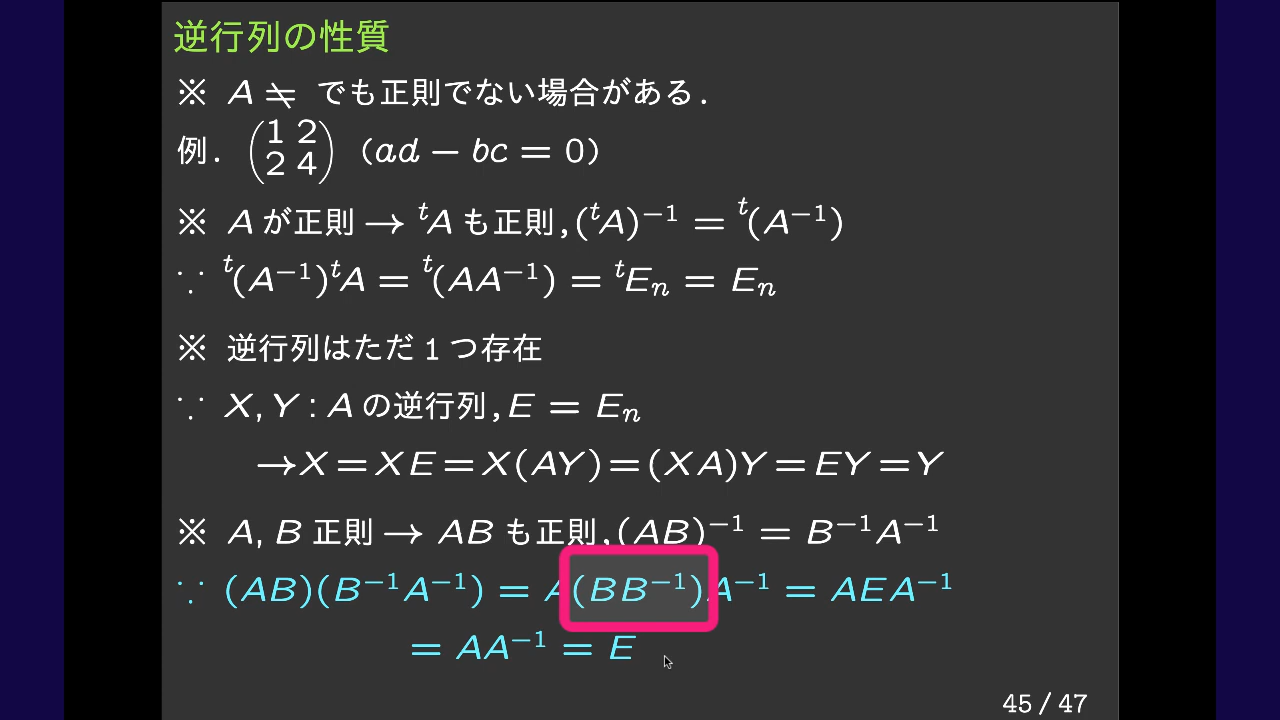 逆行列の性質
※ A ≠ でも正則でない場合がある.
例. (1 2 2 4) (ad − bc = 0)
※ A が正則 → ᵗA も正則, (ᵗA)⁻¹ = ᵗ(A⁻¹)
∵ ᵗ(A⁻¹)ᵗA = ᵗ(AA⁻¹) = ᵗEₙ = Eₙ
※ 逆行列はただ 1 つ存在
∵ X, Y : A の逆行列, E = Eₙ
→X = XE = X(AY) = (XA)Y = EY = Y
※ A, B 正則 → AB も正則, (AB)⁻¹ = B⁻¹A⁻¹
∵ (AB)(B⁻¹A⁻¹) = A(BB⁻¹)A⁻¹ = AEA⁻¹
= AA⁻¹ = E
45 / 47